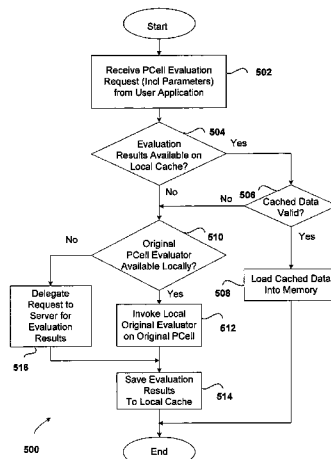 Start
Receive PCell Evaluation
Request (Incl Parameters)
from User Application
502
504
Evaluation
Results Available on
Local Cache?
Yes
No
506
No
Cached Data
Valid?
Yes
510
No
Original
PCell Evaluator
Available Locally?
Yes
508
Load Cached Data
Into Memory
Delegate
Request to
Server for
Evaluation
Results
516
Invoke Local
Original Evaluator
on Original PCell
512
Save Evaluation
Results
To Local Cache
514
500
End